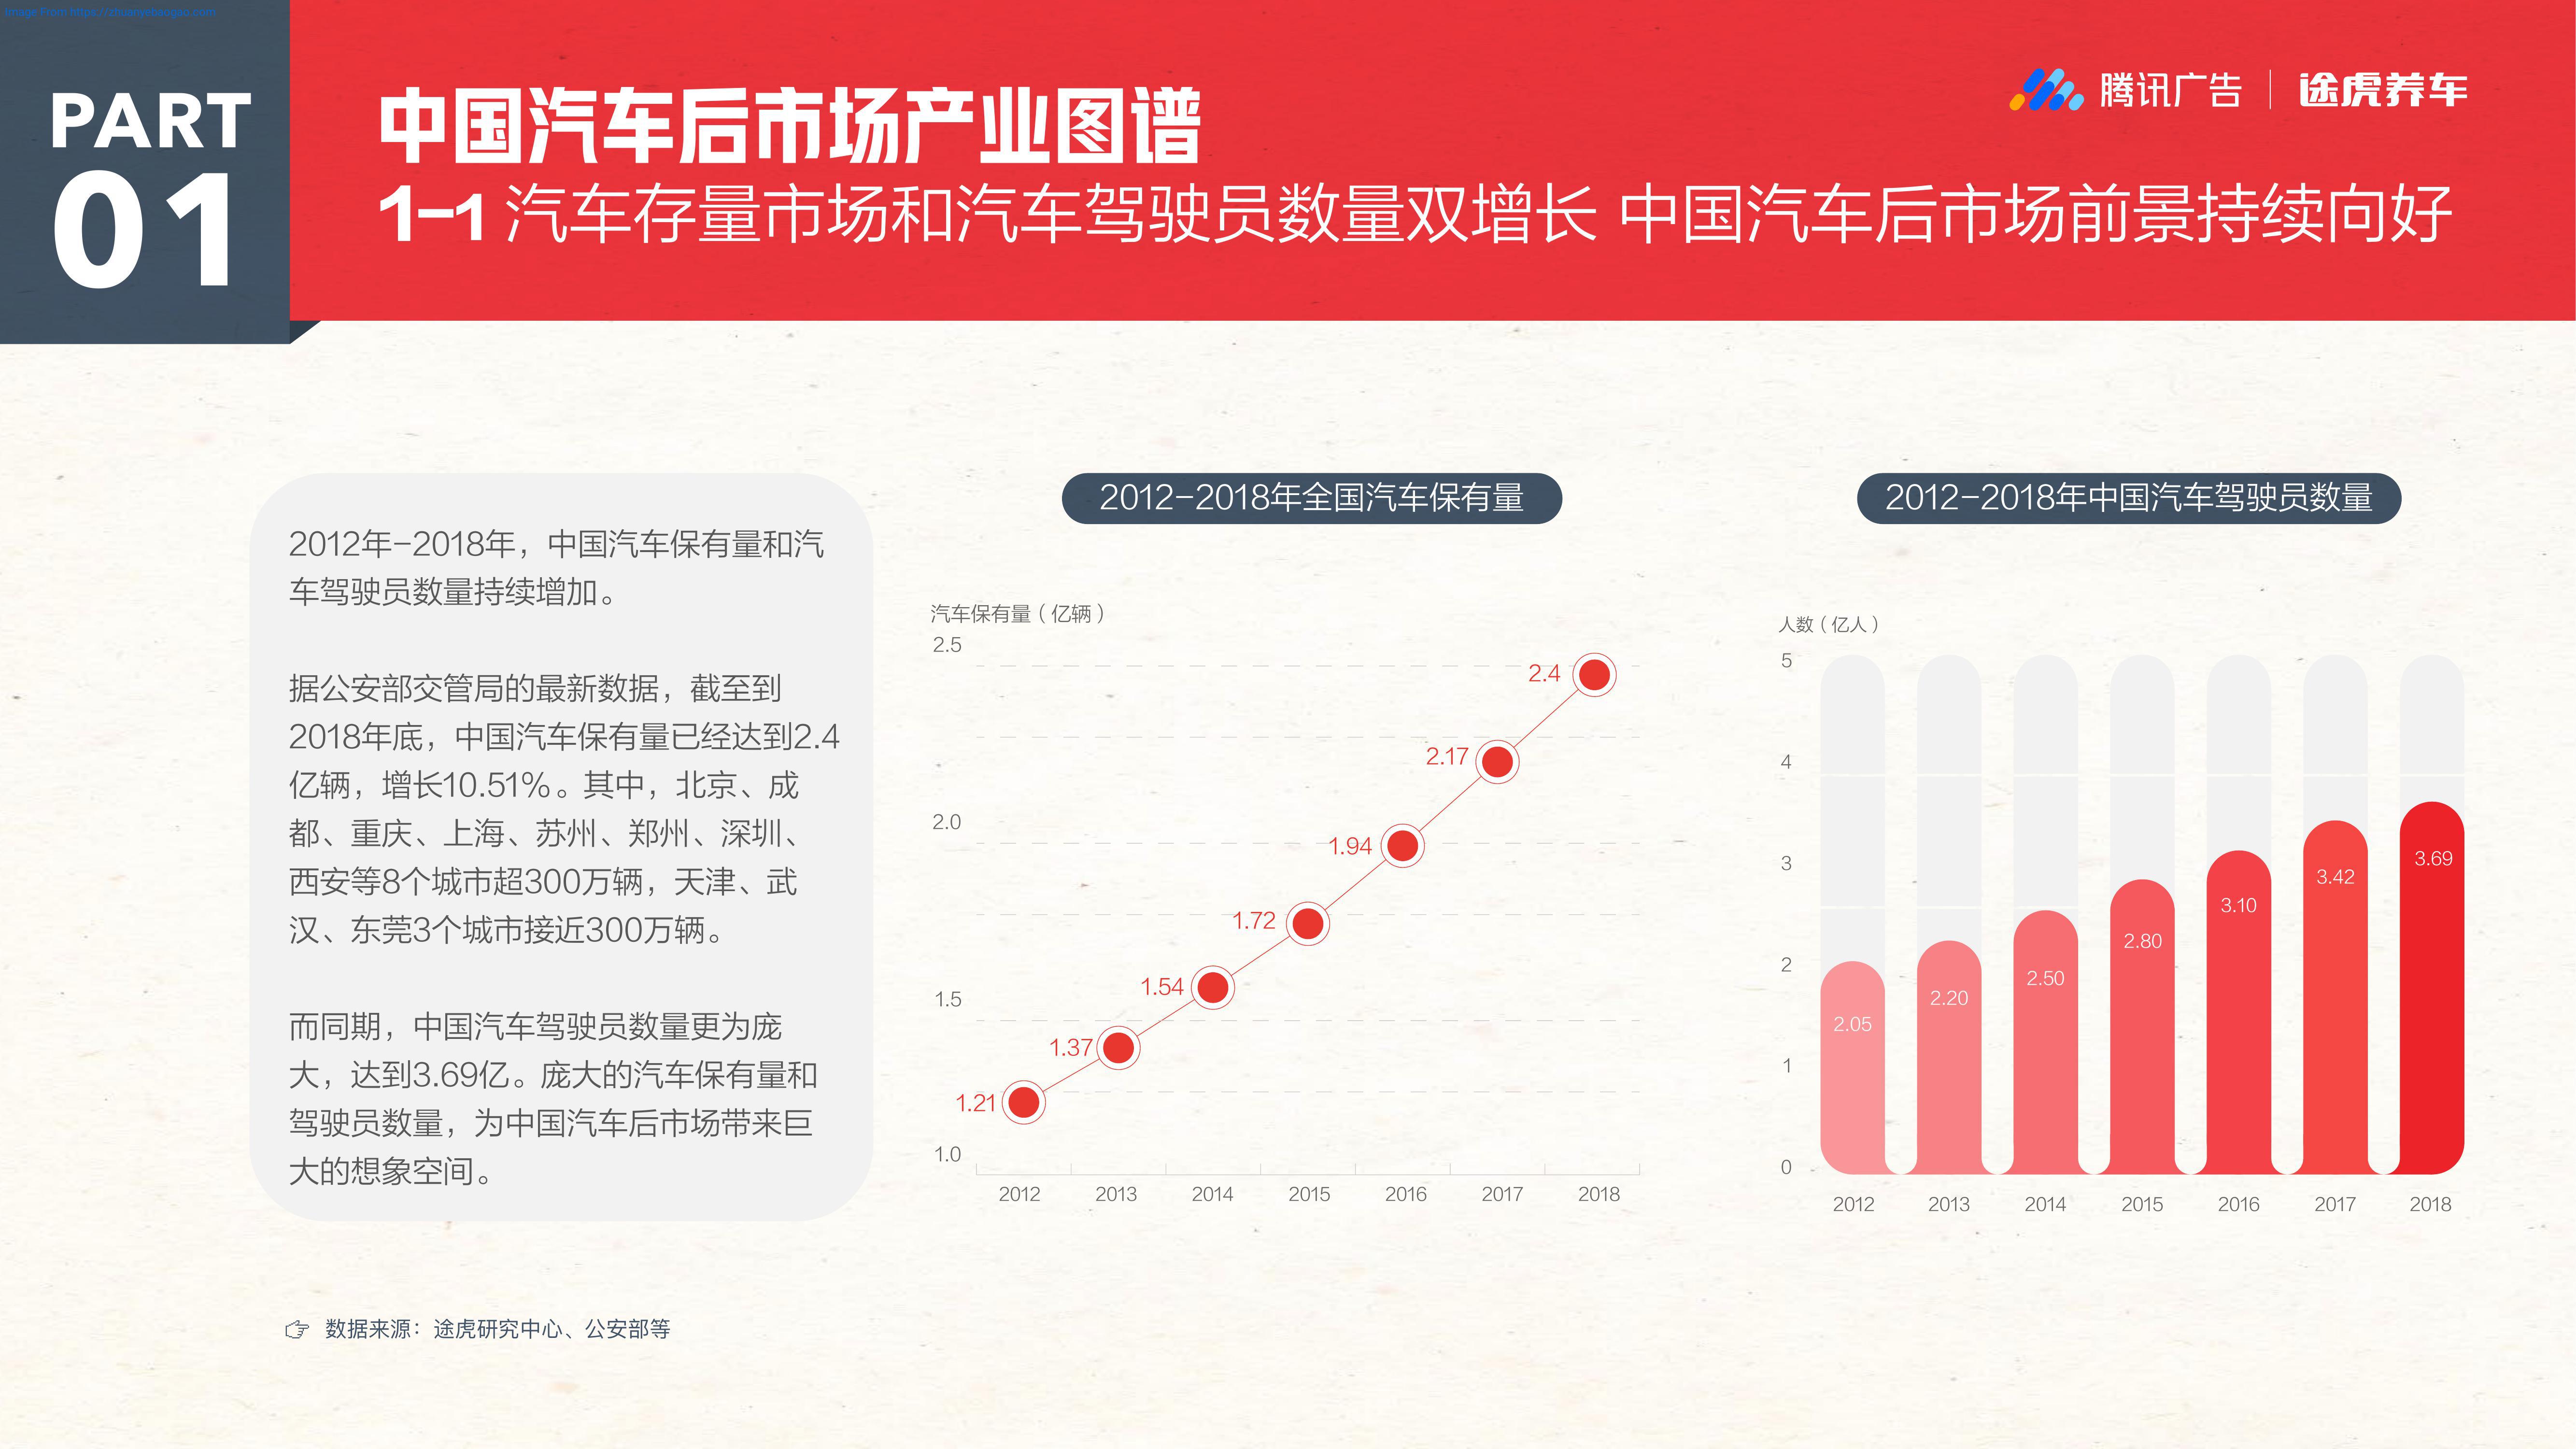 Image From https://zhuanyebaogao.com
PART
01
中国汽车后市场产业图谱
腾讯广告
途虎养车
1-1 汽车存量市场和汽车驾驶员数量双增长 中国汽车后市场前景持续向好
2012年-2018年，中国汽车保有量和汽
车驾驶员数量持续增加。
据公安部交管局的最新数据，截至到
2018年底，中国汽车保有量已经达到2.4
亿辆，增长10.51%。其中，北京、成
都、重庆、上海、苏州、郑州、深圳、
西安等8个城市超300万辆，天津、武
汉、东莞3个城市接近300万辆。
而同期，中国汽车驾驶员数量更为庞
大，达到3.69亿。庞大的汽车保有量和
驾驶员数量，为中国汽车后市场带来巨
大的想象空间。
2012-2018年全国汽车保有量
汽车保有量（亿辆）
2.5
2.0
1.5
1.0
1.21
1.37
1.54
1.72
1.94
2.17
2.4
2012 2013 2014 2015 2016 2017 2018
2012-2018年中国汽车驾驶员数量
人数（亿人）
5
4
3
2
1
0
2.05
2.20
2.50
2.80
3.10
3.42
3.69
2012 2013 2014 2015 2016 2017 2018
数据来源：途虎研究中心、公安部等